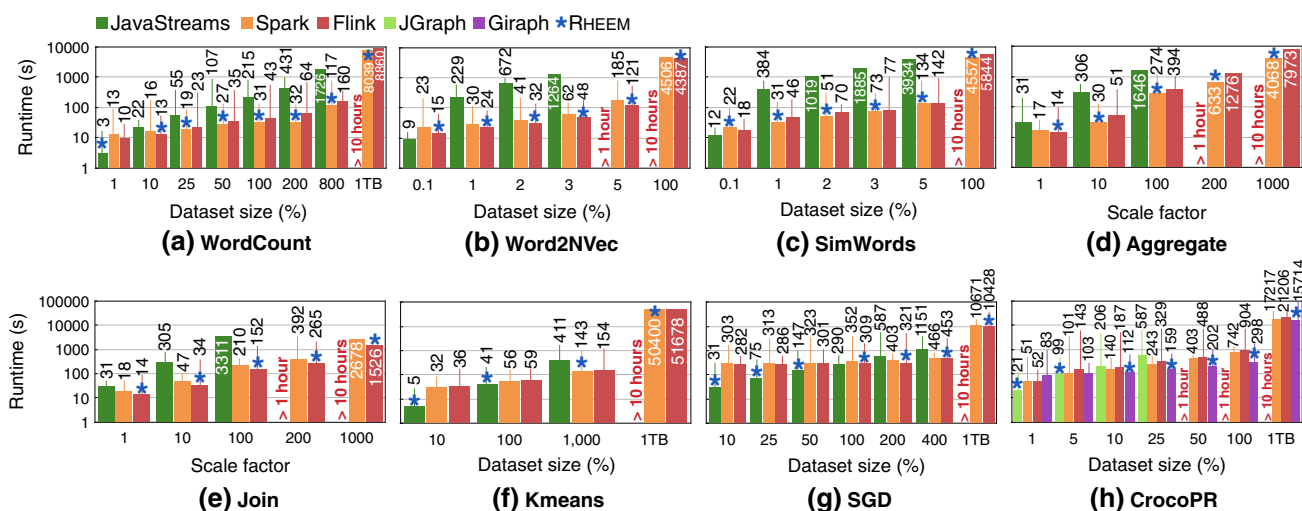 JavaStreams Spark Flink JGraph Giraph RHEEM
Runtime (s)
10000
1000
100
10
1
3 13 10 22 16 13 55 19 23 107 27 35 215 31 43 431 32 64 1726 117 160 > 10 hours 8039 8860
1 10 25 50 100 200 800 1TB
Dataset size (%)
(a) WordCount
9 23 15 229 30 24 672 41 32 1264 62 48 > 1 hour 185 121 > 10 hours 4506 4387
0.1 1 2 3 5 100
Dataset size (%)
(b) Word2NVec
12 22 18 384 31 46 1019 51 70 1885 73 77 3934 134 142 > 10 hours 4557 5844
0.1 1 2 3 5 100
Dataset size (%)
(c) SimWords
31 17 14 306 30 51 1646 274 394 > 1 hour 633 1276 > 10 hours 4068 7973
1 10 100 200 1000
Scale factor
(d) Aggregate
Runtime (s)
100000
10000
1000
100
10
1
31 18 14 305 47 34 3311 210 152 > 1 hour 392 265 > 10 hours 2678 1526
1 10 100 200 1000
Scale factor
(e) Join
5 32 36 41 56 59 411 143 154 > 10 hours 50400 51678
10 100 1,000 1TB
Dataset size (%)
(f) Kmeans
31 303 282 75 313 286 147 323 301 290 352 309 587 403 321 1151 466 453 > 10 hours 10671 10428
10 25 50 100 200 400 1TB
Dataset size (%)
(g) SGD
21 51 52 83 99 101 143 103 206 140 187 112 587 243 329 159 > 1 hour 403 488 202 > 1 hour 742 904 298 > 10 hours 17217 21206 15714
1 5 10 25 50 100 1TB
Dataset size (%)
(h) CrocoPR